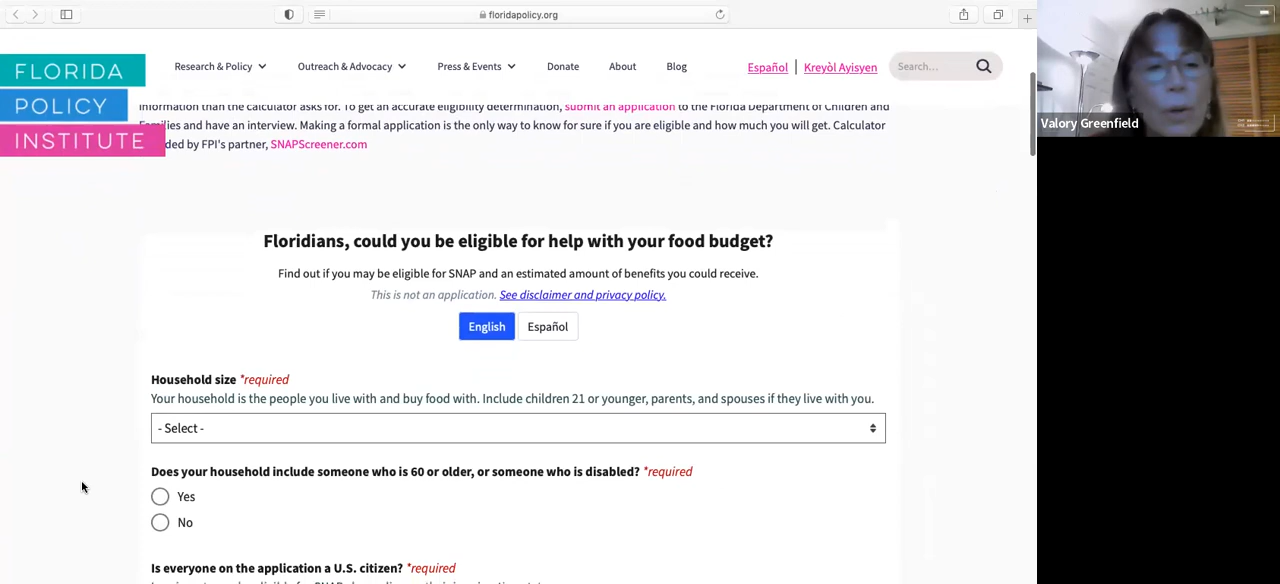 floridapolicy.org
FLORIDA
POLICY
INSTITUTE
Research & Policy
Outreach & Advocacy
Press & Events
Donate
About
Blog
Español | Kreyòl Ayisyen
Search...
information than the calculator asks for. To get an accurate eligibility determination, submit an application to the Florida Department of Children and
Families and have an interview. Making a formal application is the only way to know for sure if you are eligible and how much you will get. Calculator
by FPI's partner, SNAPScreener.com
Floridians, could you be eligible for help with your food budget?
Find out if you may be eligible for SNAP and an estimated amount of benefits you could receive.
This is not an application. See disclaimer and privacy policy.
English
Español
Household size *required
Your household is the people you live with and buy food with. Include children 21 or younger, parents, and spouses if they live with you.
- Select -
Does your household include someone who is 60 or older, or someone who is disabled? *required
Yes
No
Is everyone on the application a U.S. citizen? *required
Valory Greenfield